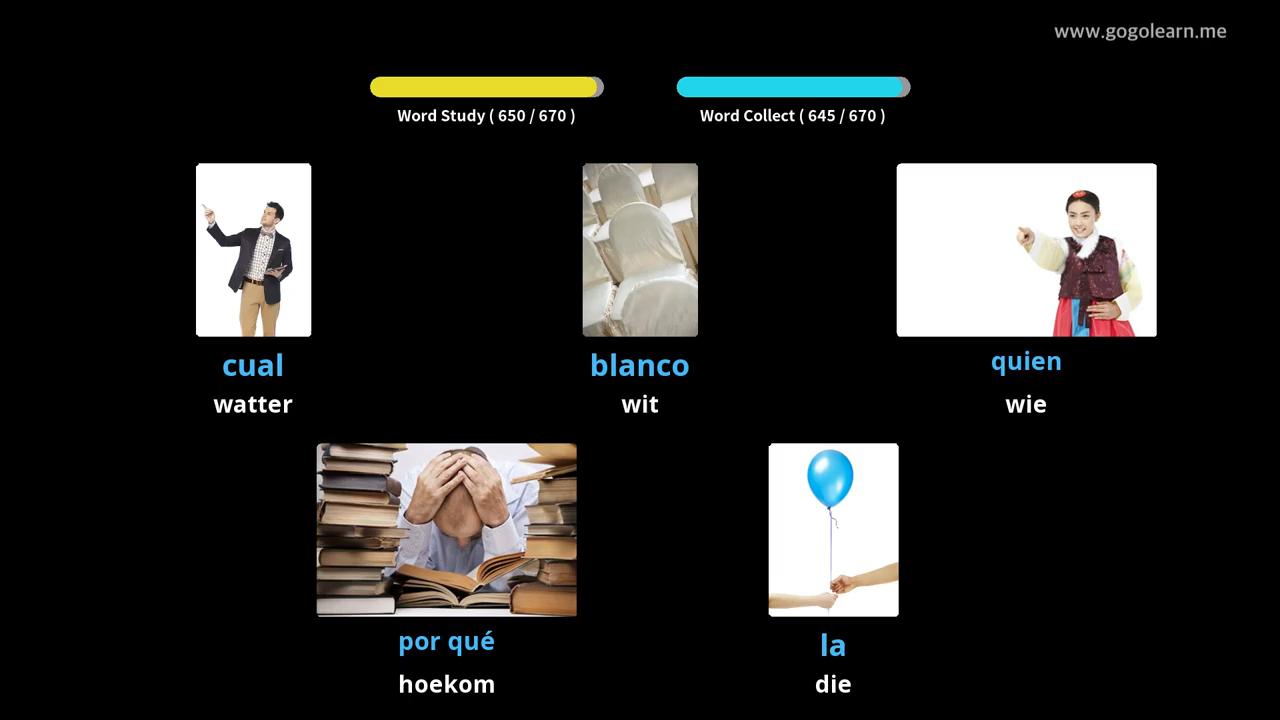 www.gogolearn.me
Word Study ( 650 / 670 )
Word Collect ( 645 / 670 )
cual
watter
blanco
wit
quien
wie
por qué
hoekom
la
die